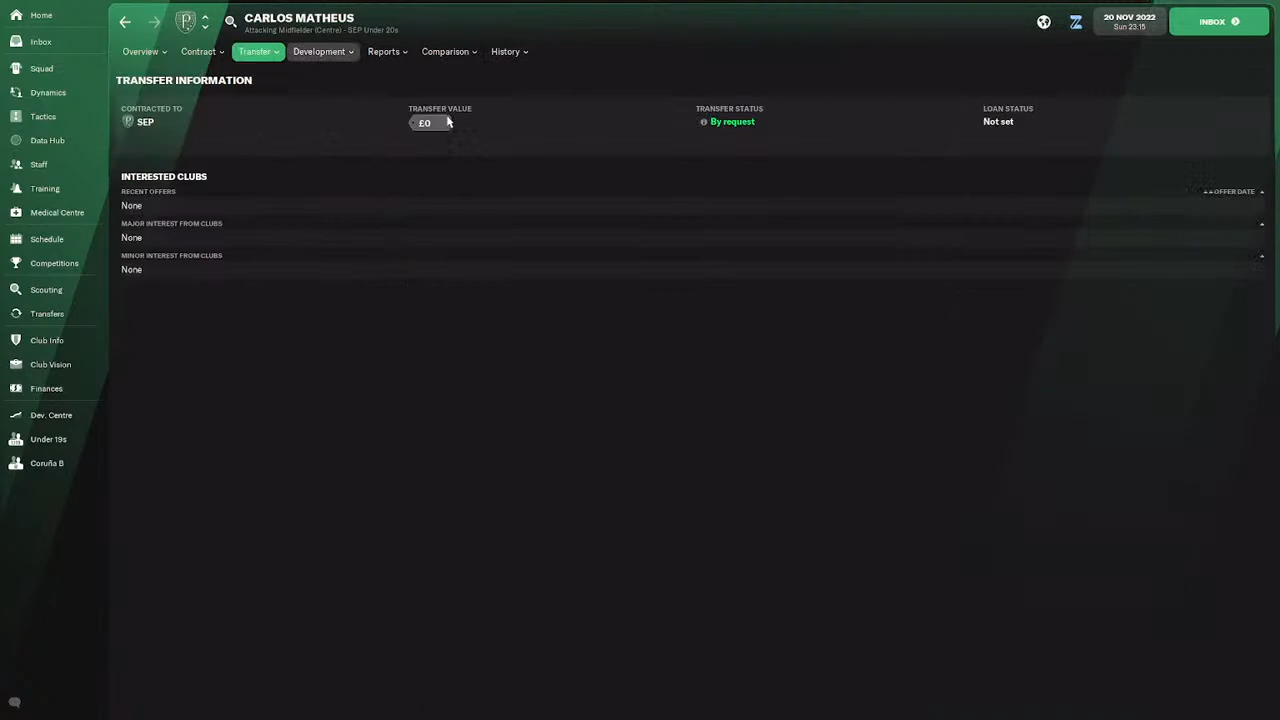 Home
Inbox
Squad
Dynamics
Tactics
Data Hub
Staff
Training
Medical Centre
Schedule
Competitions
Scouting
Transfers
Club Info
Club Vision
Finances
Dev. Centre
Under 19s
Coruña B
CARLOS MATHEUS
Attacking Midfielder (Centre) - SEP Under 20s
20 NOV 2022
Sun 23:15
INBOX
Overview
Contract
Transfer
Development
Reports
Comparison
History
TRANSFER INFORMATION
CONTRACTED TO
SEP
TRANSFER VALUE
£0
TRANSFER STATUS
By request
LOAN STATUS
Not set
INTERESTED CLUBS
RECENT OFFERS
OFFER DATE
None
MAJOR INTEREST FROM CLUBS
None
MINOR INTEREST FROM CLUBS
None